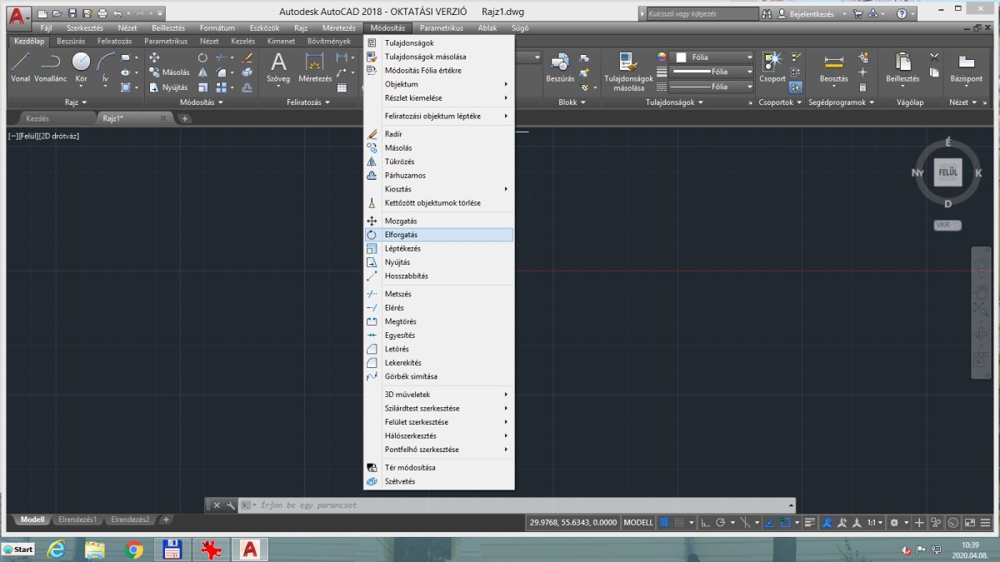 Autodesk AutoCAD 2018 - OKTATÁSI VERZIÓ Rajz1.dwg
Kulcsszó vagy kifejezés
Bejelentkezés
Fájl Szerkesztés Nézet Beillesztés Formátum Eszközök Rajz Méretezés Módosítás Parametrikus Ablak Súgó
Kezdőlap Beszúrás Feliratozás Parametrikus Nézet Kezelés Kimenet Bővítmények
Vonal Vonallánc Kör Ív
Másolás
Nyújtás
Szöveg Méretezés
Beszúrás
Tulajdonságok másolása
Fólia
Fólia
Fólia
Csoport
Beosztás
Beillesztés
Bázispont
Rajz Módosítás Feliratozás Blokk Tulajdonságok Csoportok Segédprogramok Vágólap Nézet
Kezdés Rajz1*
[−][Felül][2D drótváz]
Tulajdonságok
Tulajdonságok másolása
Módosítás Fólia értékre
Objektum
Részlet kiemelése
Feliratozási objektum léptéke
Radír
Másolás
Tükrözés
Párhuzamos
Kiosztás
Kettőzött objektumok törlése
Mozgatás
Elforgatás
Léptékezés
Nyújtás
Hosszabbítás
Metszés
Elérés
Megtörés
Egyesítés
Letörés
Lekerekítés
Görbék simítása
3D műveletek
Szilárdtest szerkesztése
Felület szerkesztése
Hálószerkesztés
Pontfelhő szerkesztése
Tér módosítása
Szétvetés
É
Ny FELÜL K
D
VKR
Írjon be egy parancsot
Modell Elrendezés1 Elrendezés2
29.9768, 55.6343, 0.0000 MODELL
1:1
Start
10:39
2020.04.08.